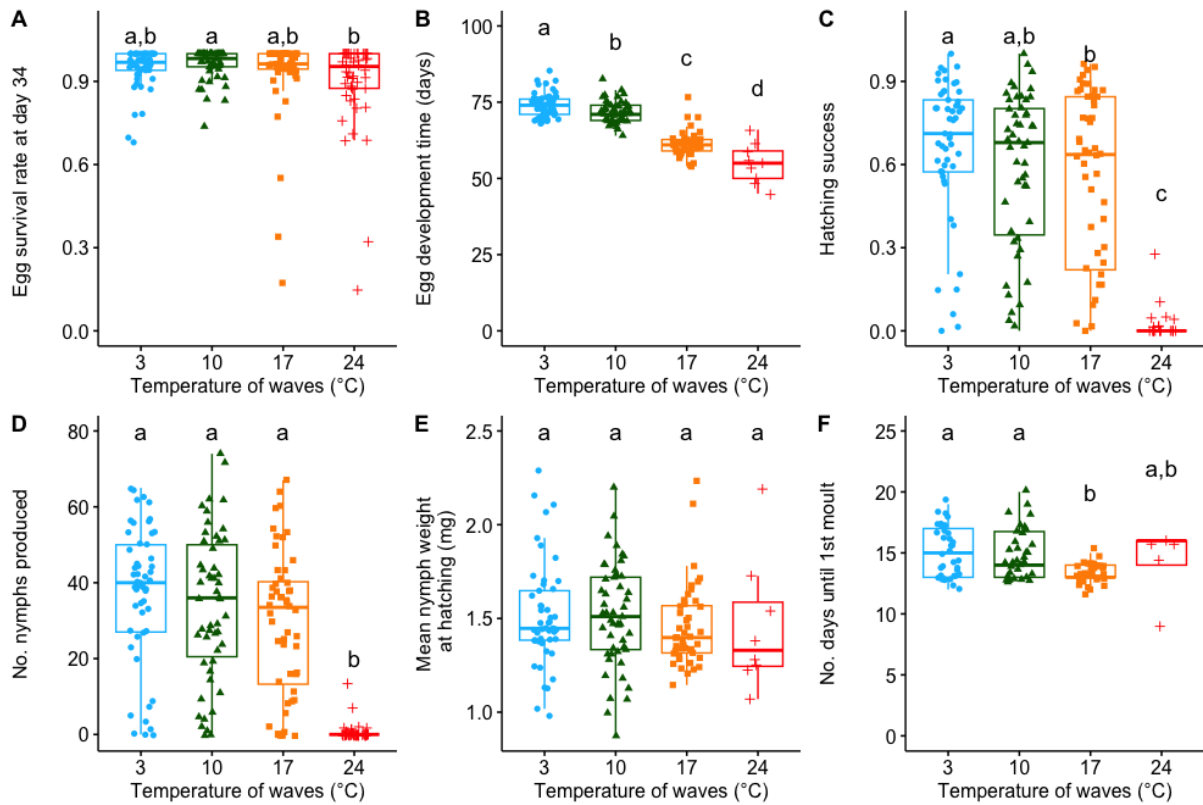 A
Egg survival rate at day 34
a,b a a,b b
0.9
0.6
0.3
0.0
3 10 17 24
Temperature of waves (°C)
B
Egg development time (days)
a
b
c
d
100
75
50
25
0
3 10 17 24
Temperature of waves (°C)
C
Hatching success
a a,b b
c
0.9
0.6
0.3
0.0
3 10 17 24
Temperature of waves (°C)
D
No. nymphs produced
a a a
b
80
60
40
20
0
3 10 17 24
Temperature of waves (°C)
E
Mean nymph weight
at hatching (mg)
a a a a
2.5
2.0
1.5
1.0
3 10 17 24
Temperature of waves (°C)
F
No. days until 1st moult
a a
b
a,b
25
20
15
10
5
0
3 10 17 24
Temperature of waves (°C)